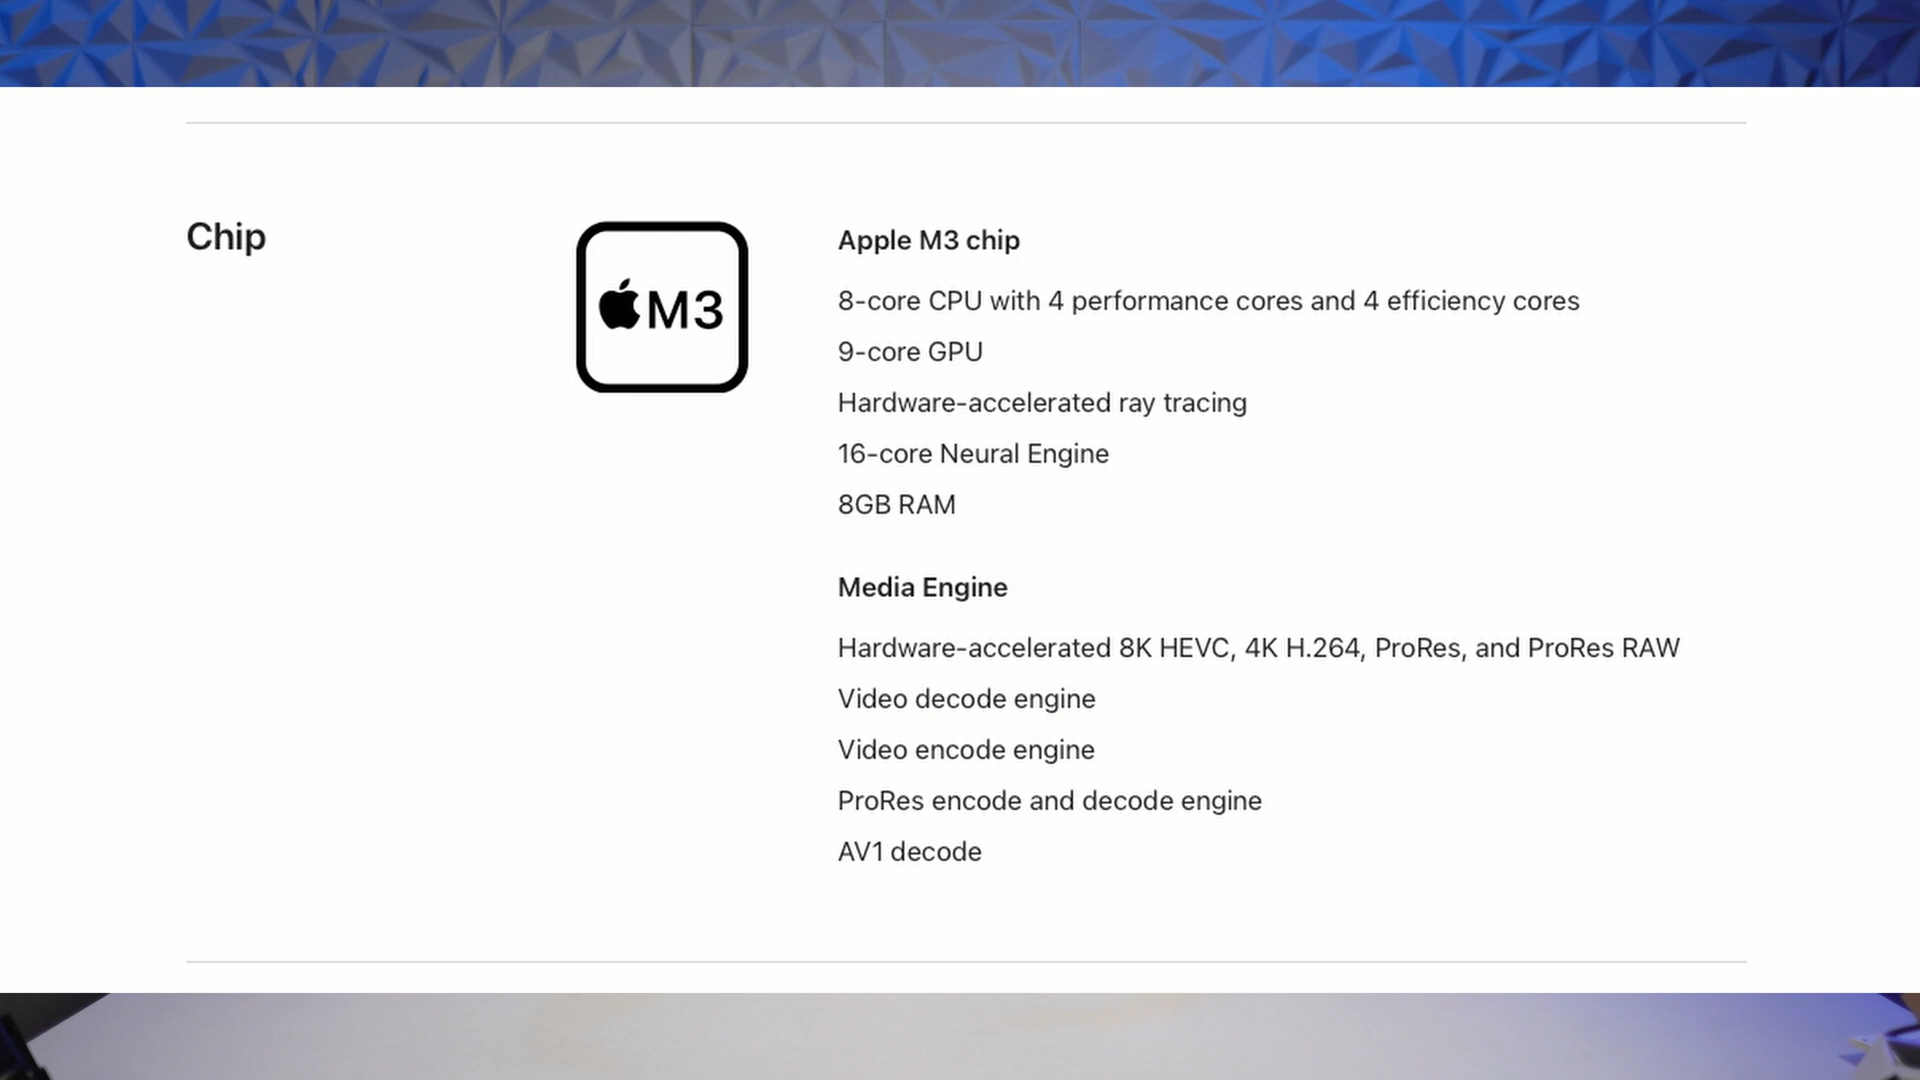 Chip
M3
Apple M3 chip
8-core CPU with 4 performance cores and 4 efficiency cores
9-core GPU
Hardware-accelerated ray tracing
16-core Neural Engine
8GB RAM
Media Engine
Hardware-accelerated 8K HEVC, 4K H.264, ProRes, and ProRes RAW
Video decode engine
Video encode engine
ProRes encode and decode engine
AV1 decode